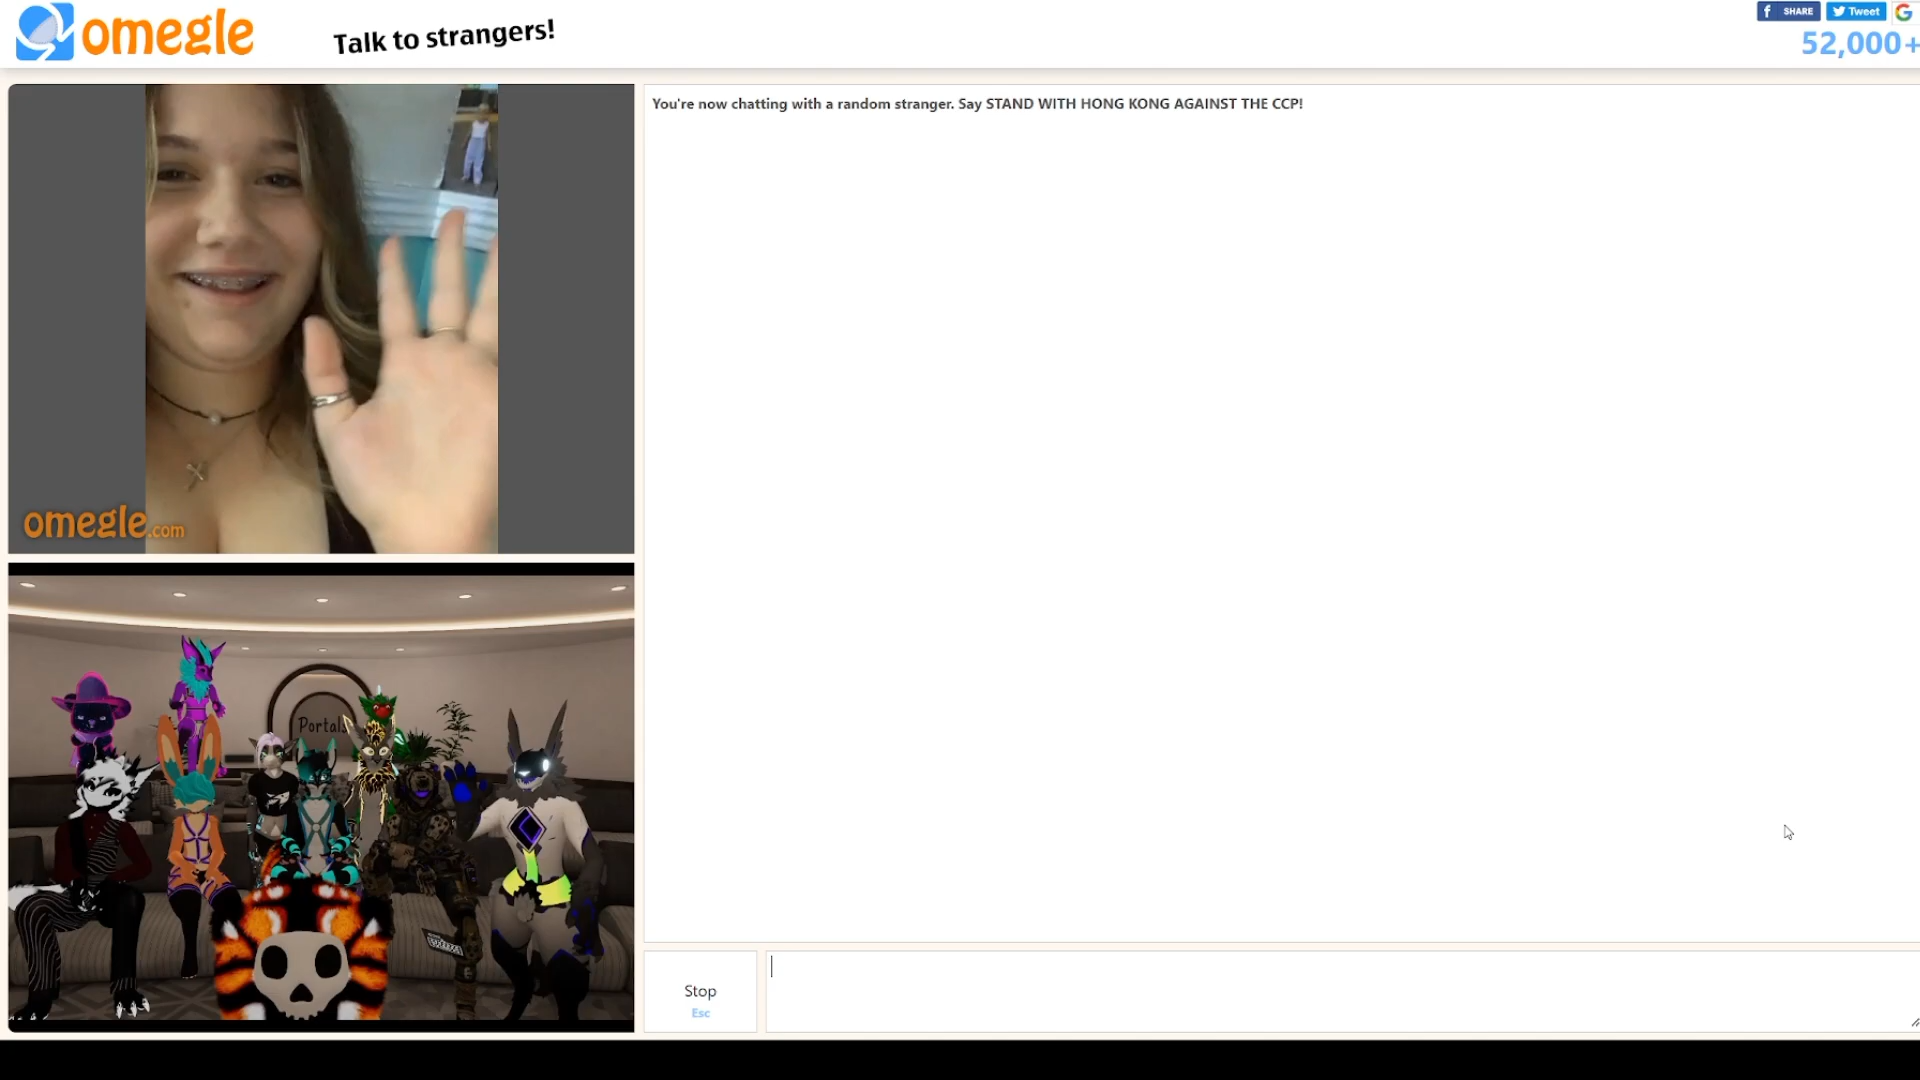 omegle
Talk to strangers!
SHARE
Tweet
52,000+
You're now chatting with a random stranger. Say STAND WITH HONG KONG AGAINST THE CCP!
omegle.com
Portals
Stop
Esc